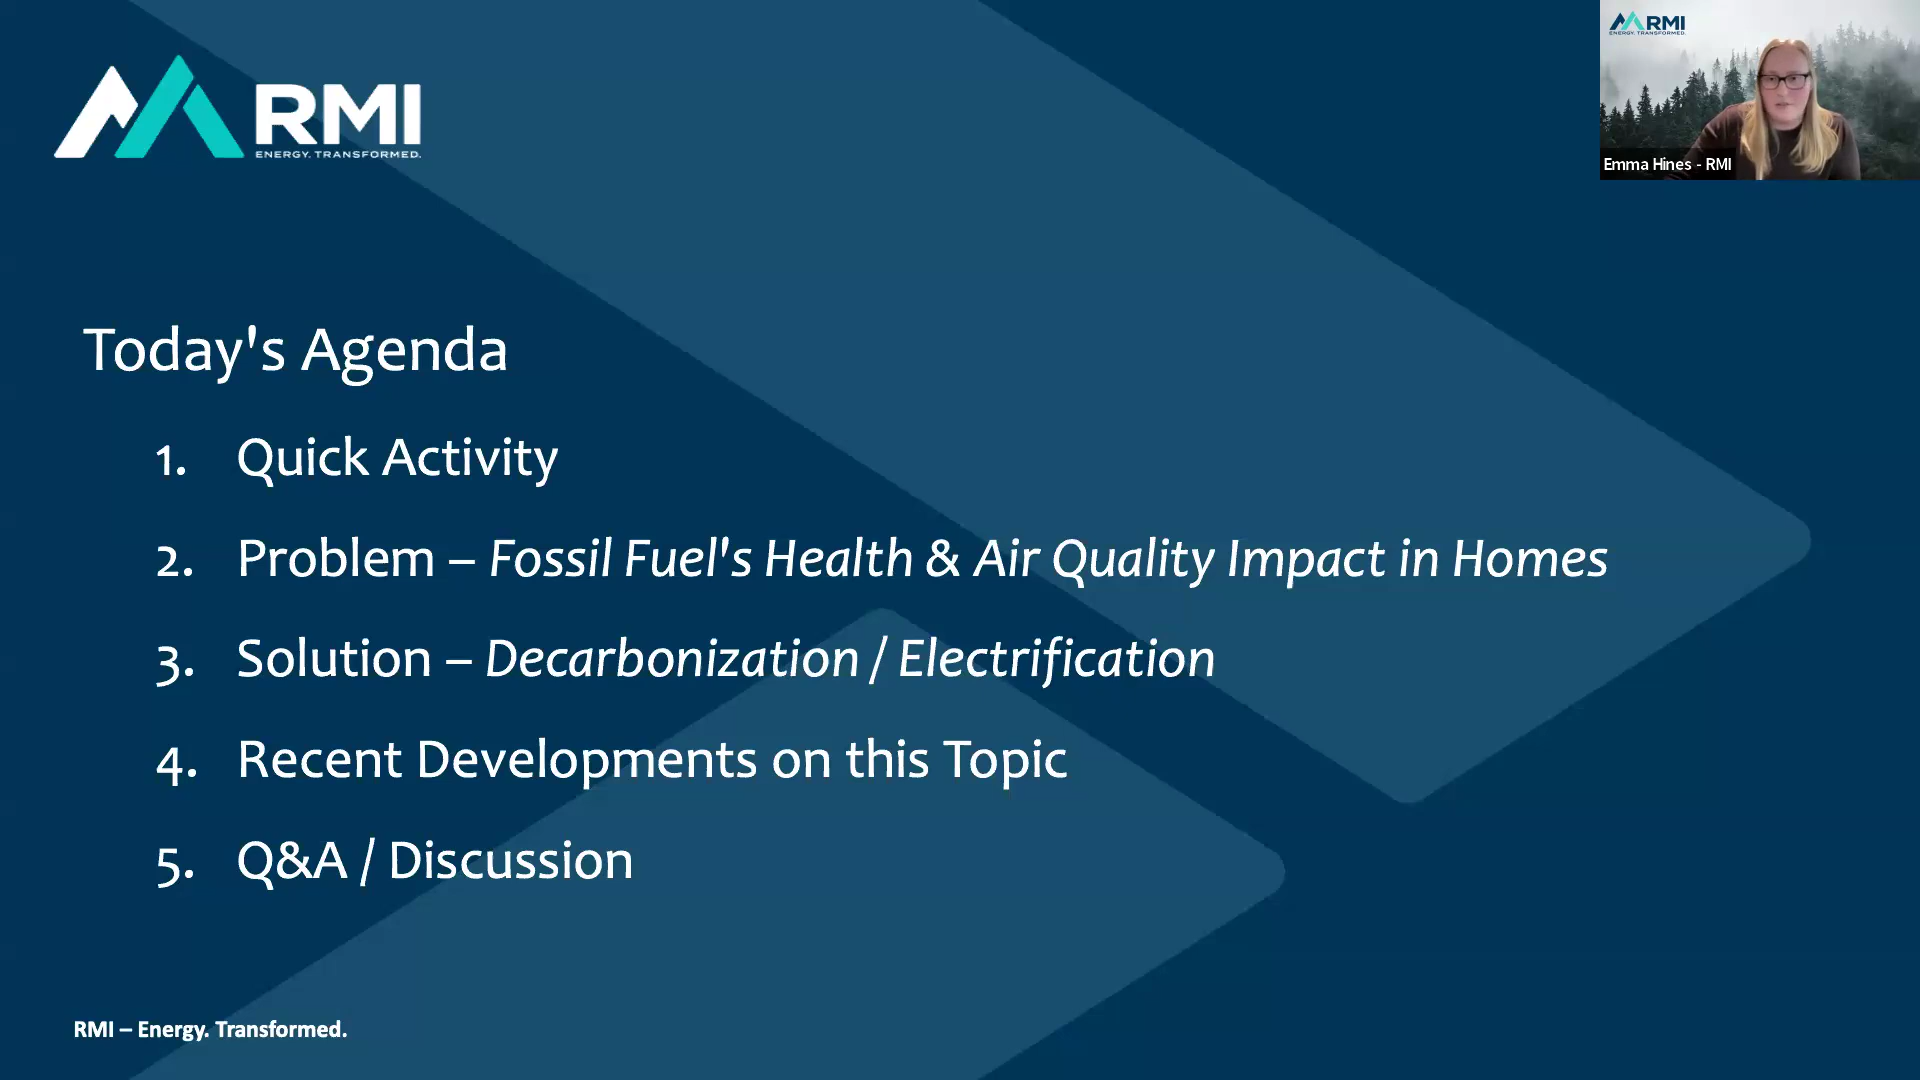 RMI
ENERGY. TRANSFORMED.
RMI
ENERGY. TRANSFORMED.
Emma Hines - RMI
Today's Agenda
1. Quick Activity
2. Problem – Fossil Fuel's Health & Air Quality Impact in Homes
3. Solution – Decarbonization / Electrification
4. Recent Developments on this Topic
5. Q&A / Discussion
RMI – Energy. Transformed.